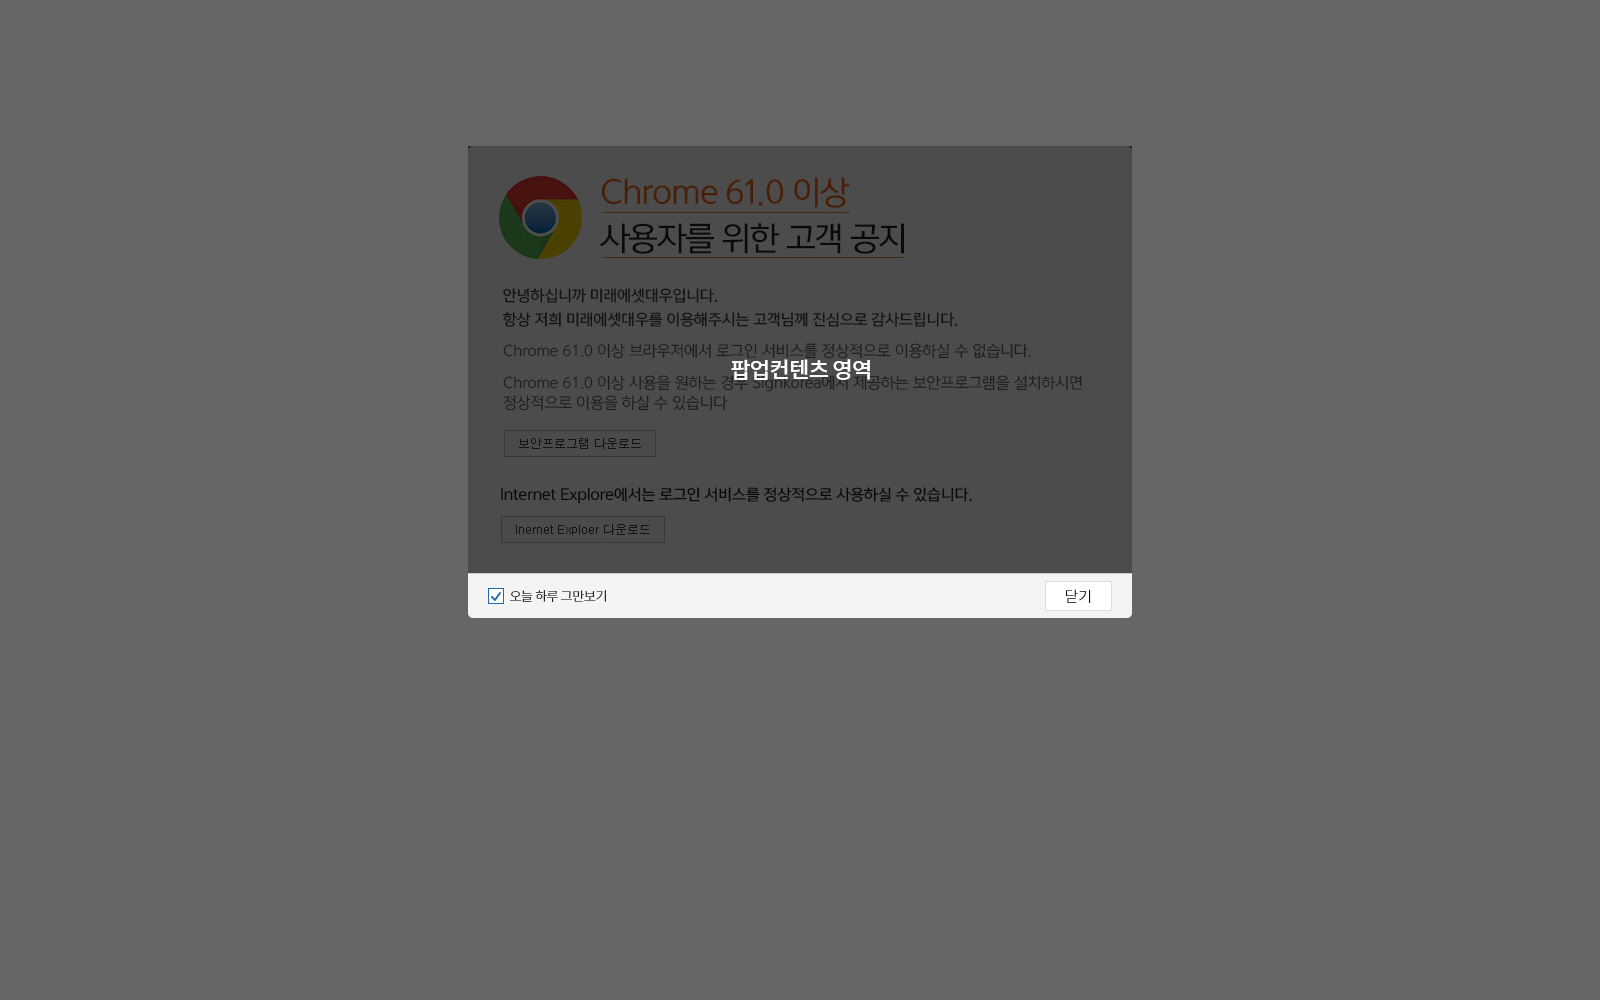 Chrome 61.0 이상
사용자를 위한 고객 공지
안녕하십니까 미래에셋대우입니다.
항상 저희 미래에셋대우를 이용해주시는 고객님께 진심으로 감사드립니다.
Chrome 61.0 이상 브라우저에서 로그인 서비스를 정상적으로 이용하실 수 없습니다.
팝업컨텐츠 영역
Chrome 61.0 이상 사용을 원하는 경우 SignKorea에서 제공하는 보안프로그램을 설치하시면
정상적으로 이용을 하실 수 있습니다
보안프로그램 다운로드
Internet Explore에서는 로그인 서비스를 정상적으로 사용하실 수 있습니다.
Inernet Exploer 다운로드
오늘 하루 그만보기
닫기